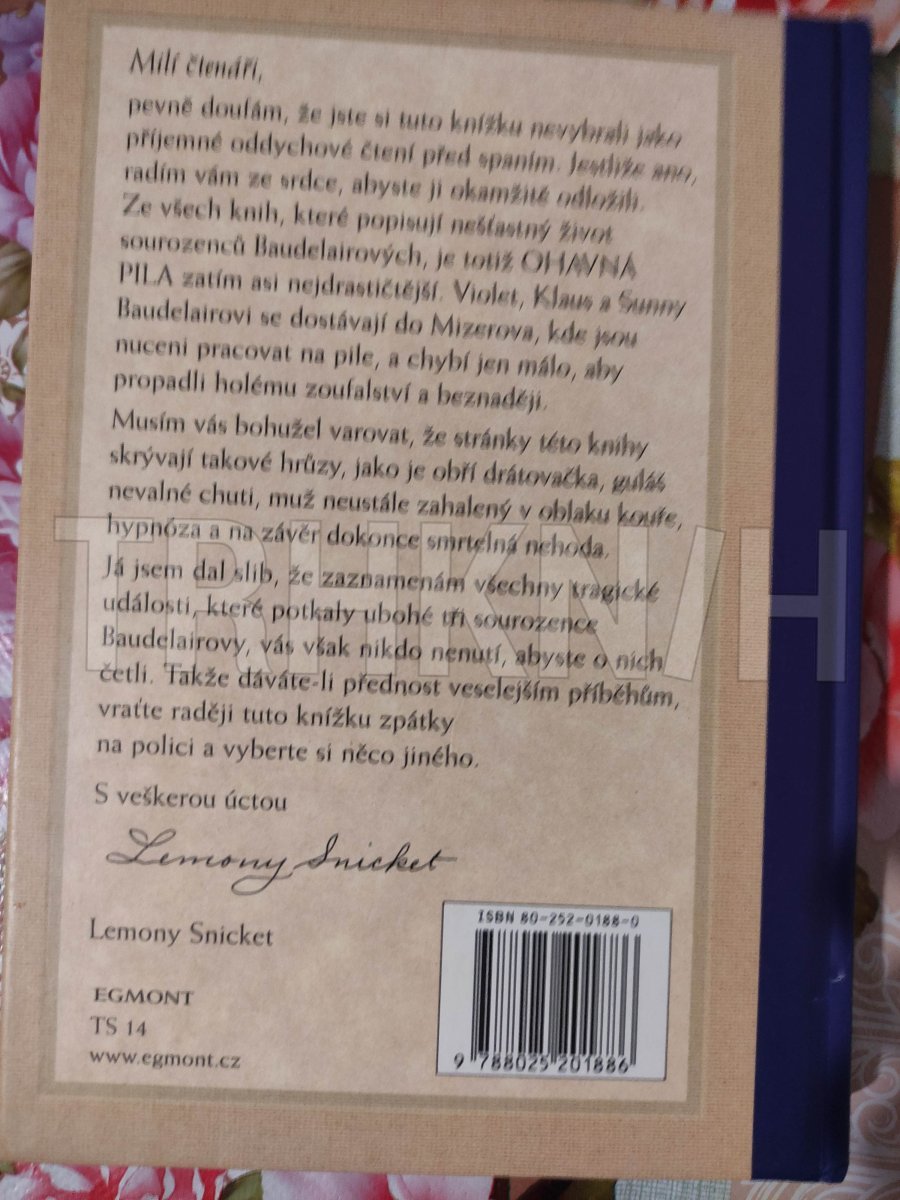 Milí čtenáři,
pevně doufám, že jste si tuto knížku nevybrali jako
příjemné oddychové čtení před spaním. Jestliže ano,
radím vám ze srdce, abyste ji okamžitě odložili.
Ze všech knih, které popisují nešťastný život
sourozenců Baudelairových, je totiž OHAVNÁ
PILA zatím asi nejdrastičtější. Violet, Klaus a Sunny
Baudelairovi se dostávají do Mizerova, kde jsou
nuceni pracovat na pile, a chybí jen málo, aby
propadli holému zoufalství a beznaději.
Musím vás bohužel varovat, že stránky této knihy
skrývají takové hrůzy, jako je obří drátovačka, guláš
nevalné chuti, muž neustále zahalený v oblaku kouře,
hypnóza a na závěr dokonce smrtelná nehoda.
Já jsem dal slib, že zaznamenám všechny tragické
události, které potkaly ubohé tři sourozence
Baudelairovy, vás však nikdo nenutí, abyste o nich
četli. Takže dáváte-li přednost veselejším příběhům,
vraťte raději tuto knížku zpátky
na polici a vyberte si něco jiného.
S veškerou úctou
Lemony Snicket
Lemony Snicket
EGMONT
TS 14
www.egmont.cz
ISBN 80-252-0188-0
9 788025 201886
TRHKNIH